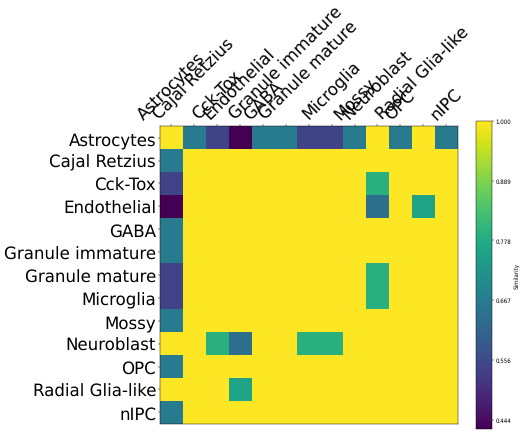 Astrocytes
Cajal Retzius
Cck-Tox
Endothelial
GABA
Granule immature
Granule mature
Microglia
Mossy
Neuroblast
OPC
Radial Glia-like
nIPC
Astrocytes
Cajal Retzius
Cck-Tox
Endothelial
GABA
Granule immature
Granule mature
Microglia
Mossy
Neuroblast
OPC
Radial Glia-like
nIPC
1.000
0.889
0.778
0.667
0.556
0.444
Similarity